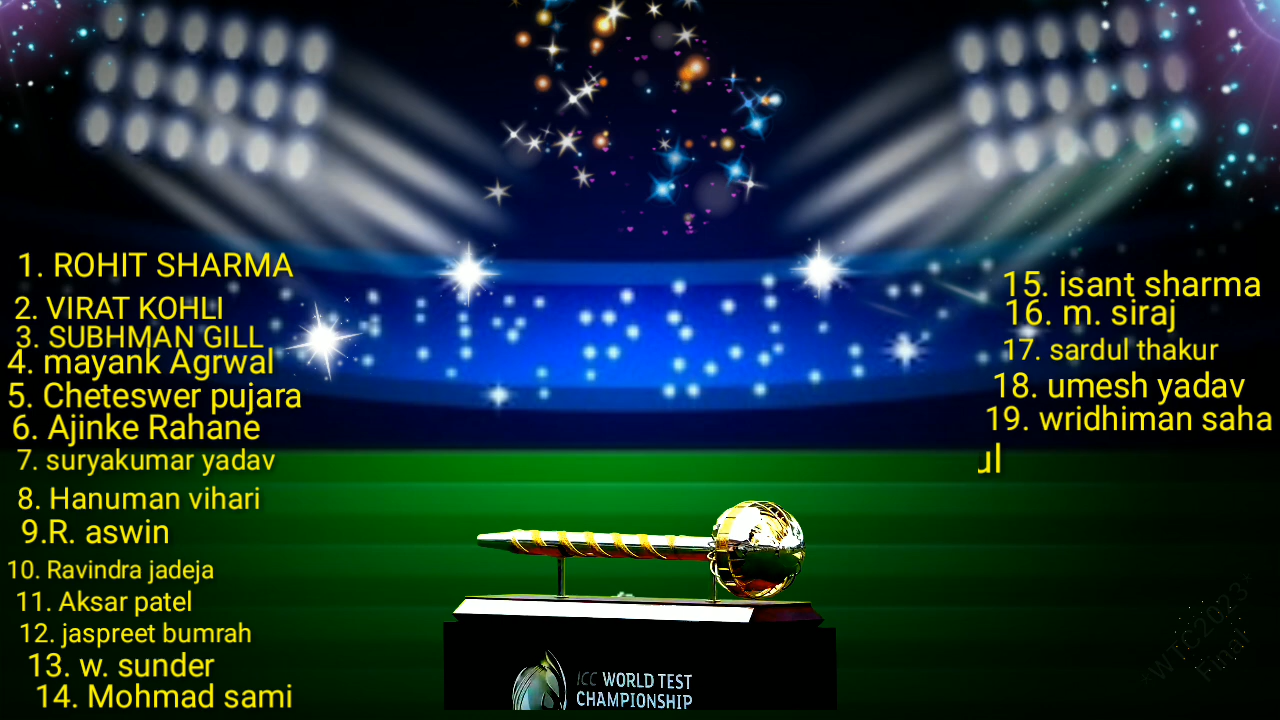 1. ROHIT SHARMA
2. VIRAT KOHLI
3. SUBHMAN GILL
4. mayank Agrwal
5. Cheteswer pujara
6. Ajinke Rahane
7. suryakumar yadav
8. Hanuman vihari
9.R. aswin
10. Ravindra jadeja
11. Aksar patel
12. jaspreet bumrah
13. w. sunder
14. Mohmad sami
15. isant sharma
16. m. siraj
17. sardul thakur
18. umesh yadav
19. wridhiman saha
ul
ICC WORLD TEST
CHAMPIONSHIP
*WTC2023*
Final